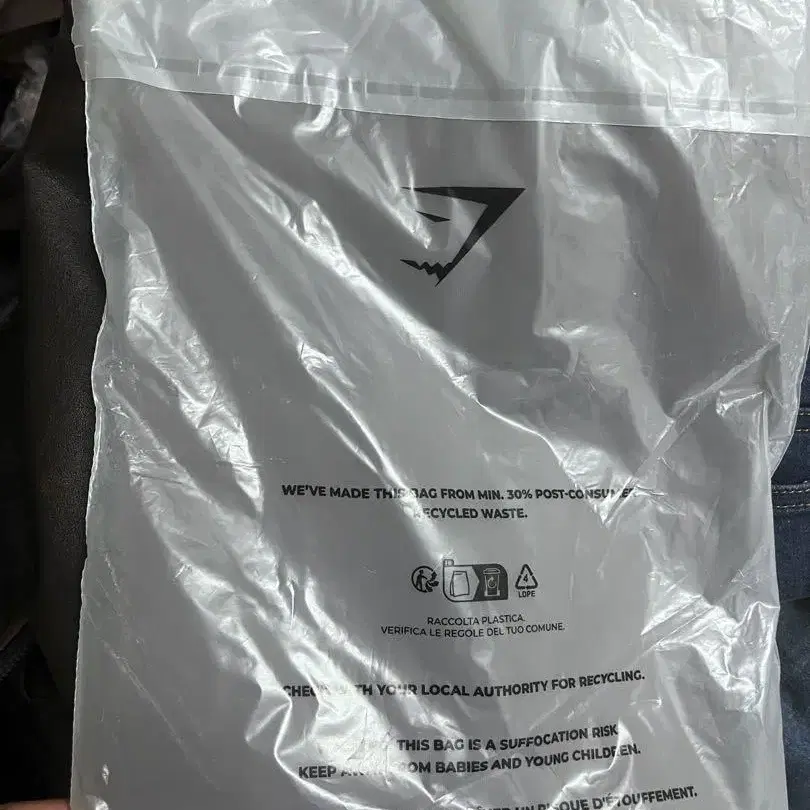 WE'VE MADE THIS BAG FROM MIN. 30% POST-CONSUMER
RECYCLED WASTE.
4
LDPE
RACCOLTA PLASTICA.
VERIFICA LE REGOLE DEL TUO COMUNE.
CHECK WITH YOUR LOCAL AUTHORITY FOR RECYCLING.
THIS BAG IS A SUFFOCATION RISK
KEEP AWAY FROM BABIES AND YOUNG CHILDREN.
UN RISQUE D'ÉTOUFFEMENT.